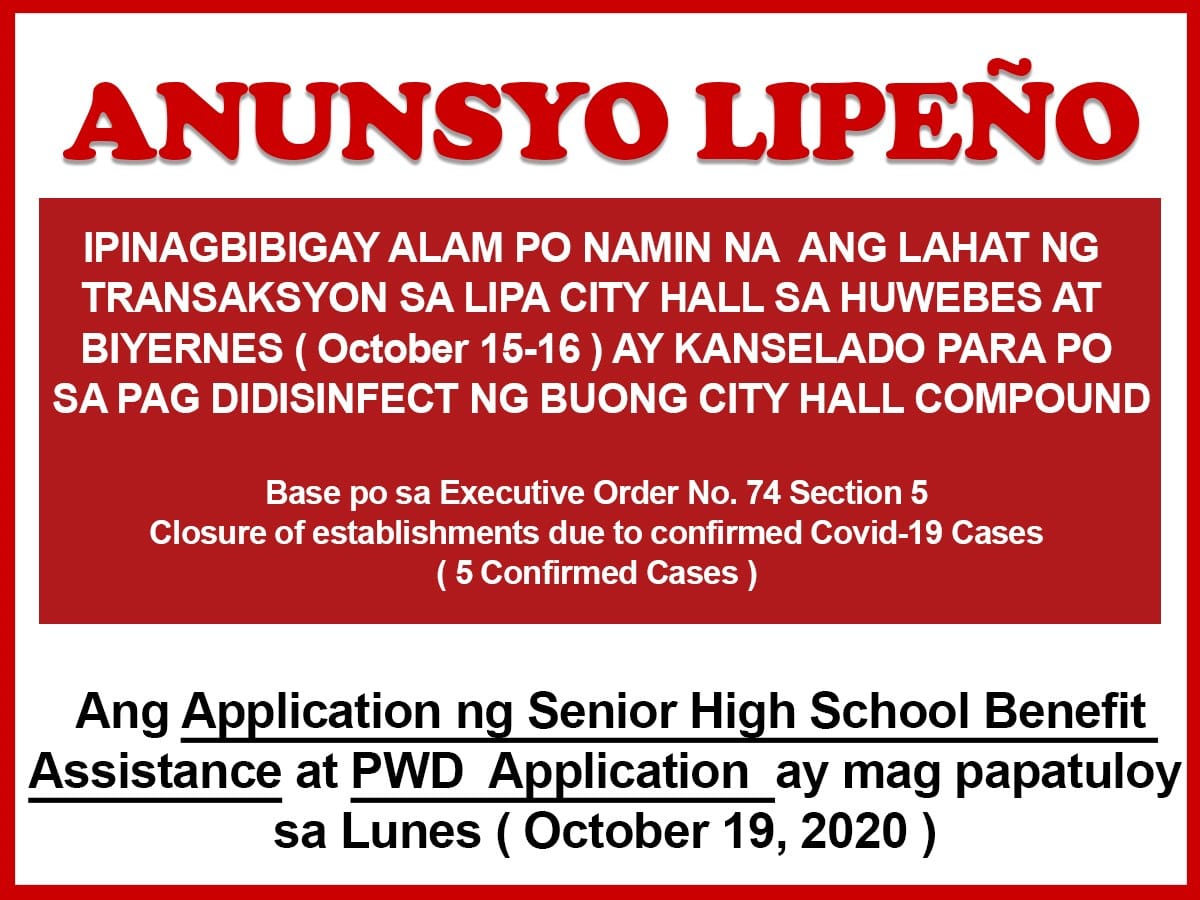 ANUNSYO LIPEÑO
IPINAGBIBIGAY ALAM PO NAMIN NA ANG LAHAT NG
TRANSAKSYON SA LIPA CITY HALL SA HUWEBES AT
BIYERNES ( October 15-16 ) AY KANSELADO PARA PO
SA PAG DIDISINFECT NG BUONG CITY HALL COMPOUND
Base po sa Executive Order No. 74 Section 5
Closure of establishments due to confirmed Covid-19 Cases
( 5 Confirmed Cases )
Ang Application ng Senior High School Benefit
Assistance at PWD Application ay mag papatuloy
sa Lunes ( October 19, 2020 )